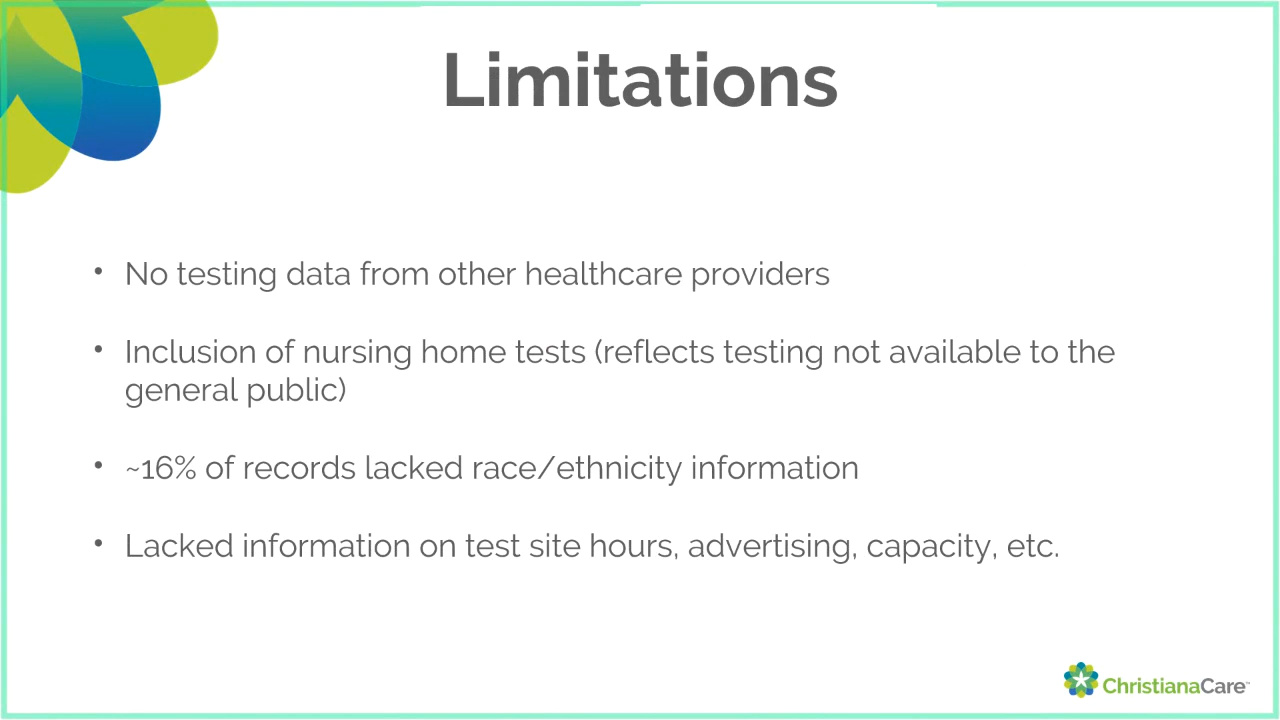 Limitations
• No testing data from other healthcare providers
• Inclusion of nursing home tests (reflects testing not available to the
general public)
• ~16% of records lacked race/ethnicity information
• Lacked information on test site hours, advertising, capacity, etc.
ChristianaCare™